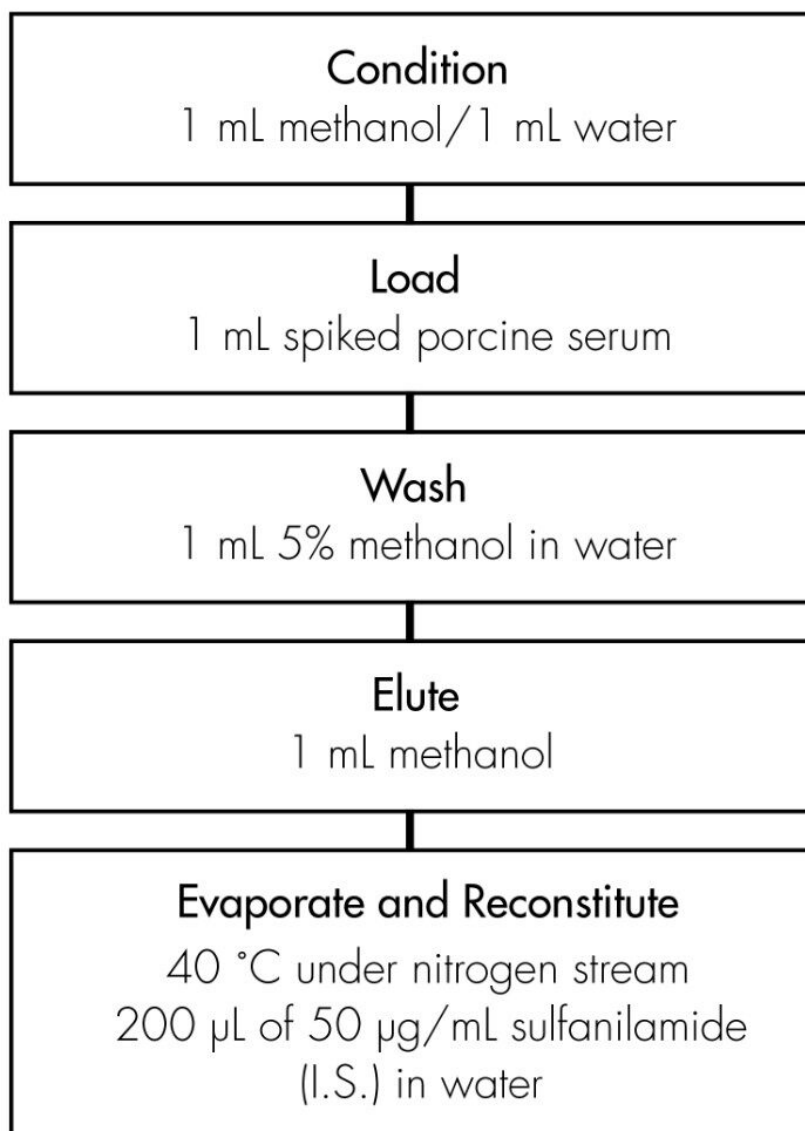 Condition
1 mL methanol/1 mL water
Load
1 mL spiked porcine serum
Wash
1 mL 5% methanol in water
Elute
1 mL methanol
Evaporate and Reconstitute
40 °C under nitrogen stream
200 µL of 50 µg/mL sulfanilamide
(I.S.) in water